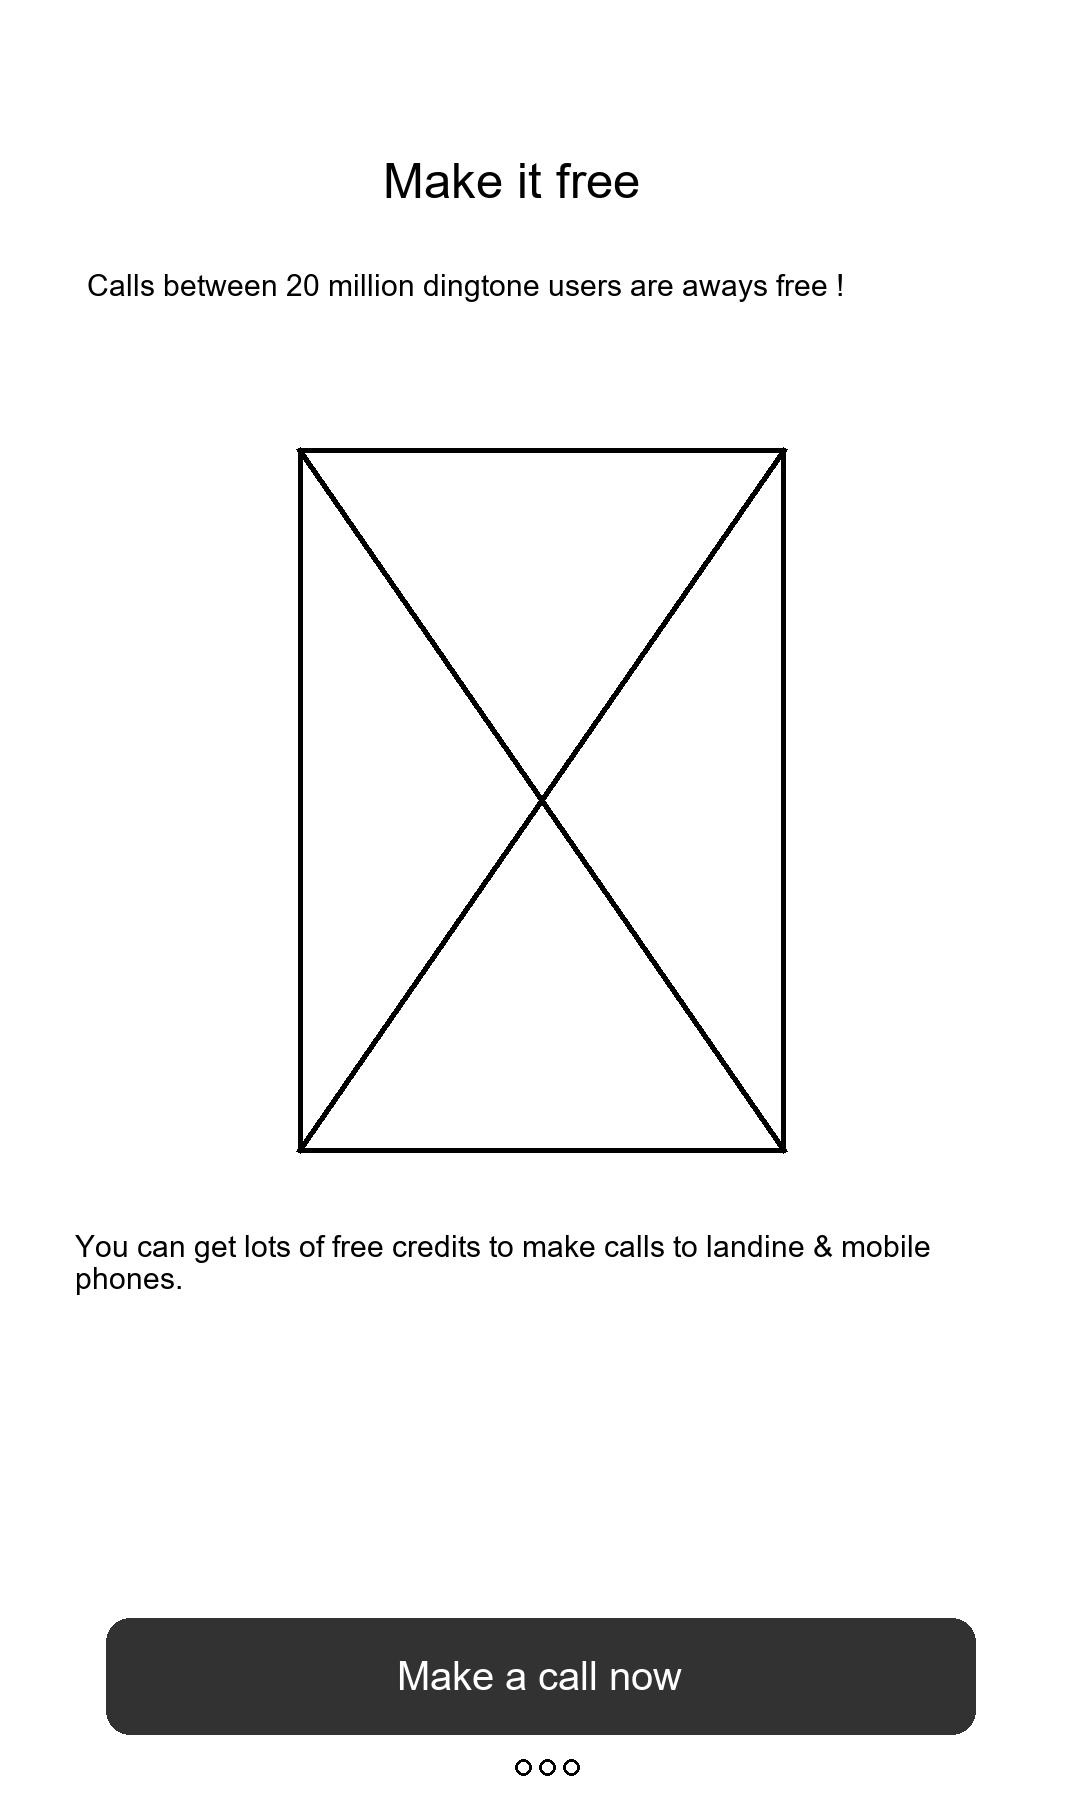 Make it free
Calls between 20 million dingtone users are aways free !
You can get lots of free credits to make calls to landine & mobile
phones.
Make a call now